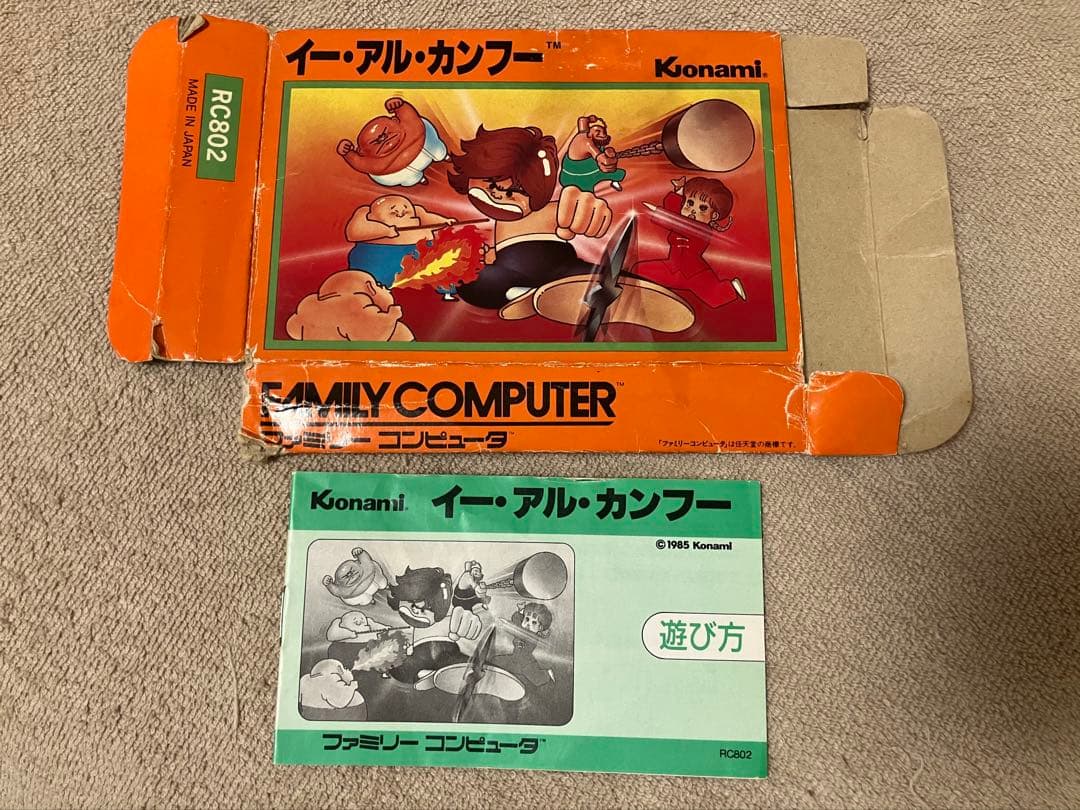 RC802
MADE IN JAPAN
イー・アル・カンフー™
Konami®
FAMILY COMPUTER™
ファミリー コンピュータ™
「ファミリーコンピュータ」は任天堂の商標です。
Konami® イー・アル・カンフー
©1985 Konami
遊び方
ファミリー コンピュータ™
RC802